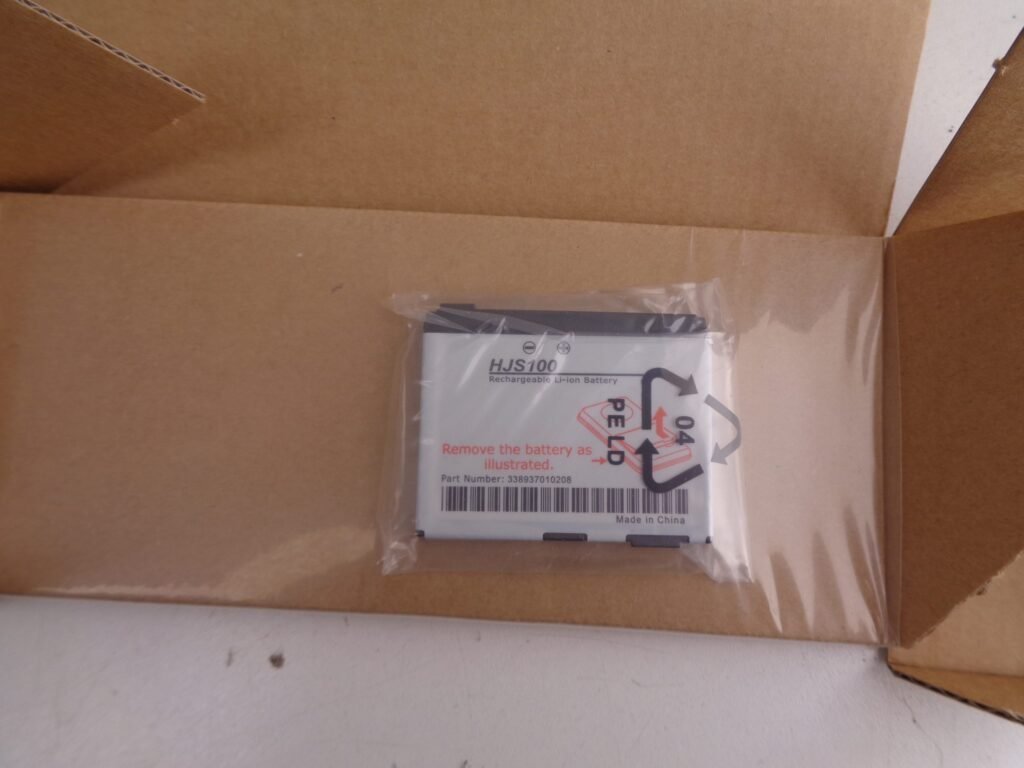 HJS100
Rechargeable Li-ion Battery
04
PE LD
Remove the battery as
illustrated.
Part Number: 338937010208
Made in China